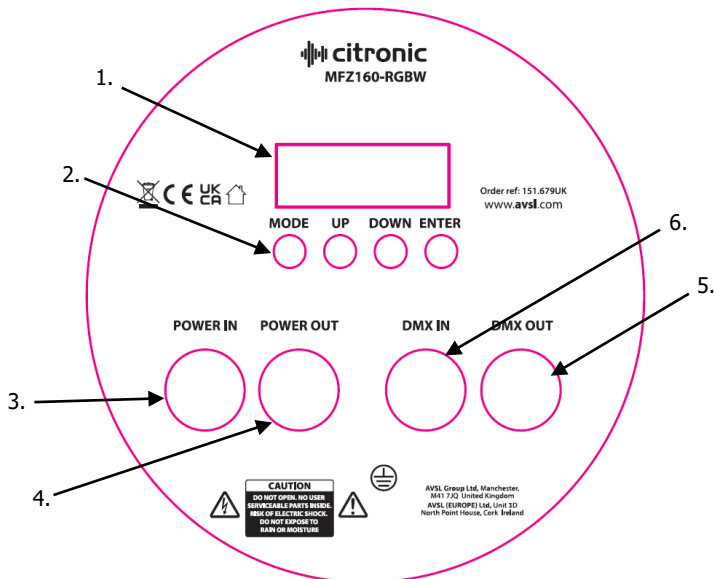 citronic
MFZ160-RGBW
1.
2.
CE UK CA
Order ref: 151.679UK
www.avsl.com
MODE UP DOWN ENTER
6.
5.
POWER IN POWER OUT DMX IN DMX OUT
3.
4.
CAUTION
DO NOT OPEN. NO USER
SERVICEABLE PARTS INSIDE.
RISK OF ELECTRIC SHOCK.
DO NOT EXPOSE TO
RAIN OR MOISTURE
AVSL Group Ltd, Manchester,
M41 7JQ United Kingdom
AVSL (EUROPE) Ltd, Unit 3D
North Point House, Cork Ireland